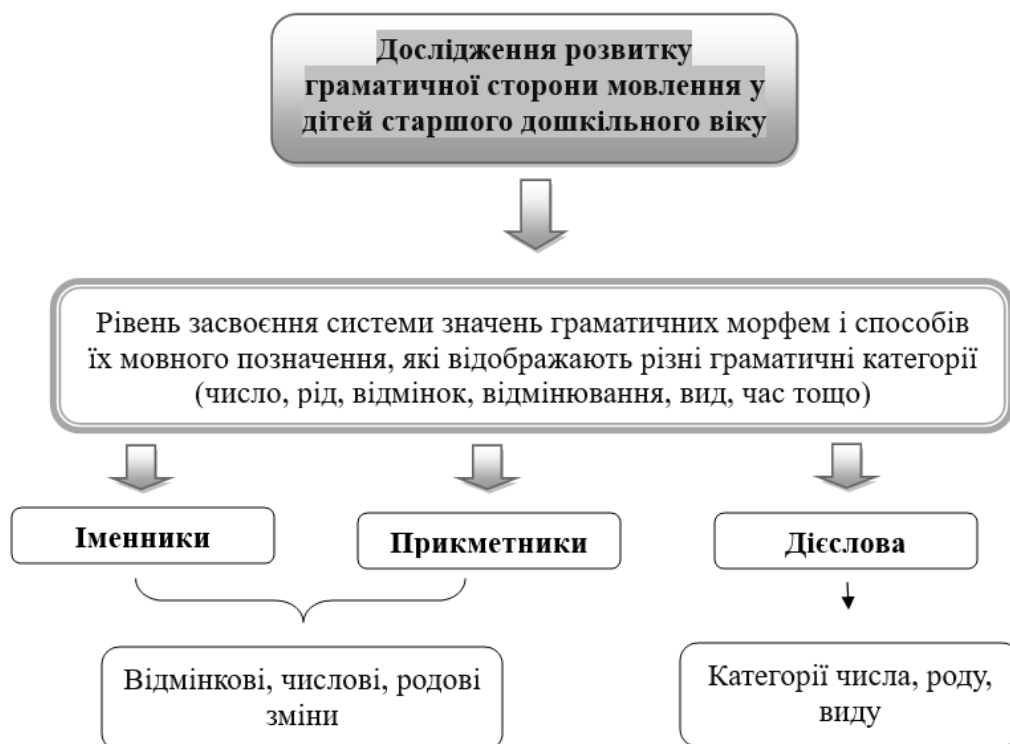 Дослідження розвитку
граматичної сторони мовлення у
дітей старшого дошкільного віку
Рівень засвоєння системи значень граматичних морфем і способів
їх мовного позначення, які відображають різні граматичні категорії
(число, рід, відмінок, відмінювання, вид, час тощо)
Іменники
Прикметники
Дієслова
Відмінкові, числові, родові
зміни
Категорії числа, роду,
виду